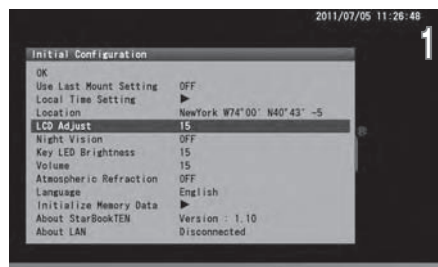 2011/07/05 11:26:48
1
Initial Configuration
OK
Use Last Mount Setting OFF
Local Time Setting ▶
Location NewYork W74°00' N40°43' -5
LCD Adjust 15
Night Vision OFF
Key LED Brightness 15
Volume 15
Atmospheric Refraction OFF
Language English
Initialize Memory Data ▶
About StarBookTEN Version : 1.10
About LAN Disconnected